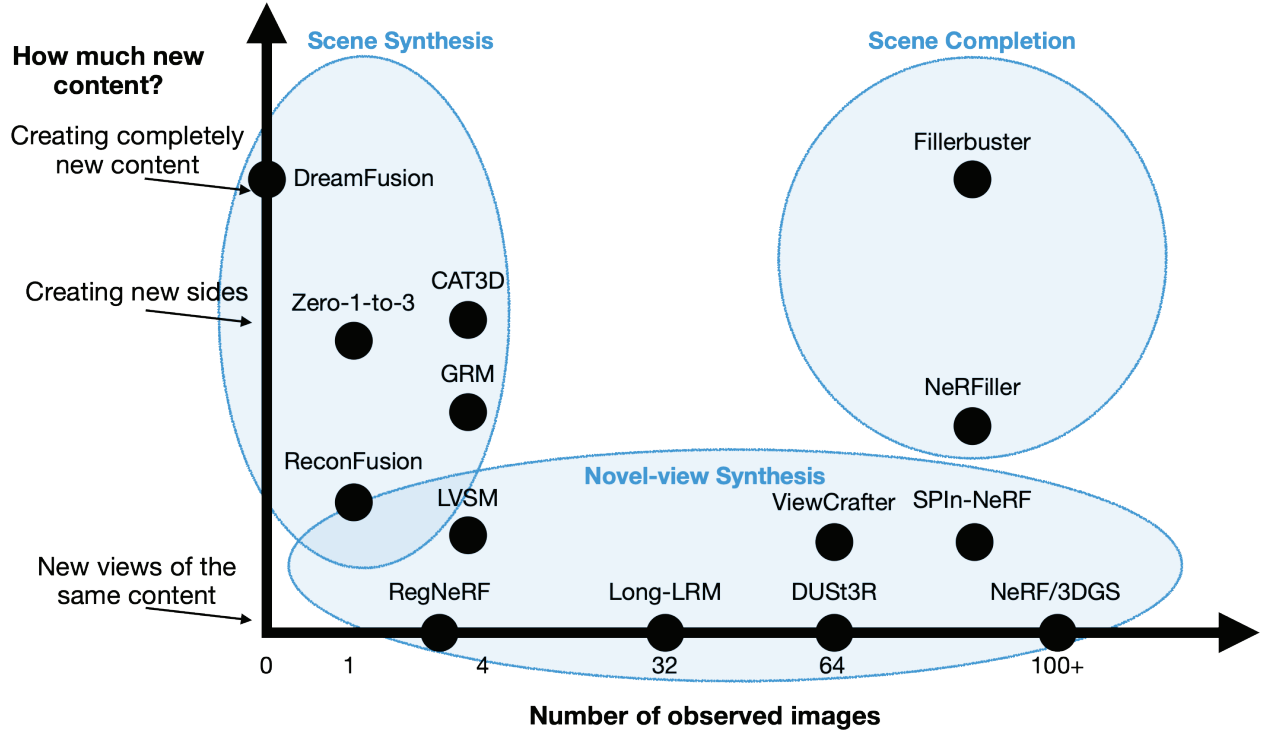 Scene Synthesis
Scene Completion
How much new
content?
Creating completely
new content
Fillerbuster
DreamFusion
CAT3D
Creating new sides
Zero-1-to-3
GRM
NeRFiller
ReconFusion
Novel-view Synthesis
LVSM
ViewCrafter
SPIn-NeRF
New views of the
same content
RegNeRF
Long-LRM
DUSt3R
NeRF/3DGS
0
1
4
32
64
100+
Number of observed images